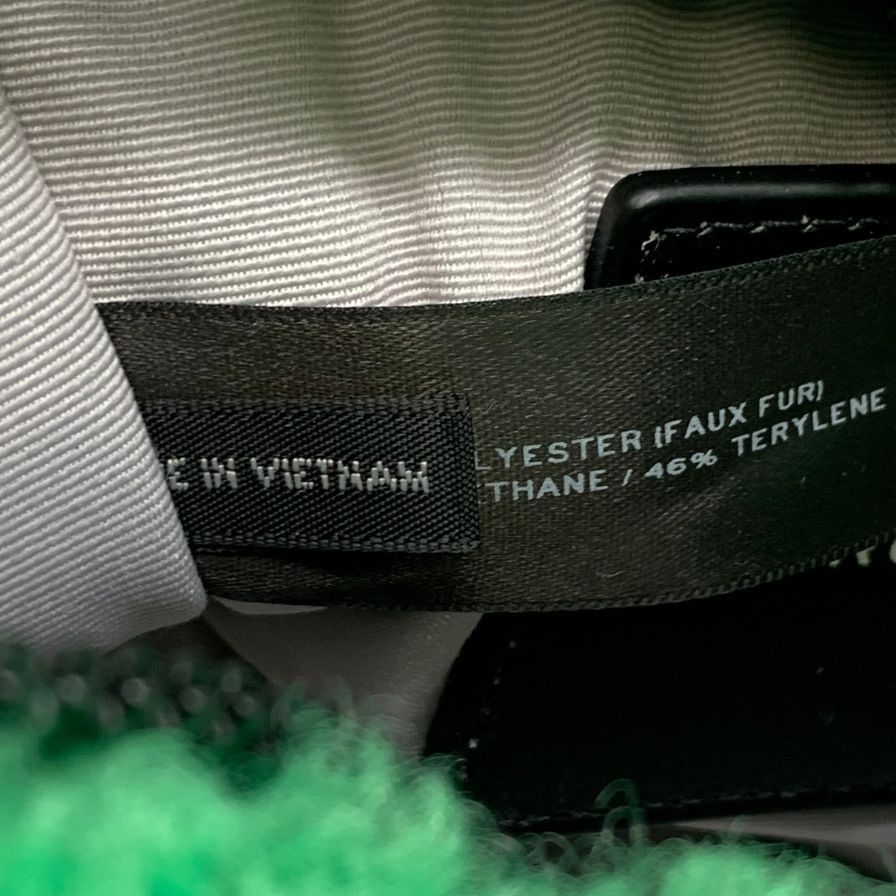 E IN VIETNAM
LYESTER (FAUX FUR)
THANE / 46% TERYLENE